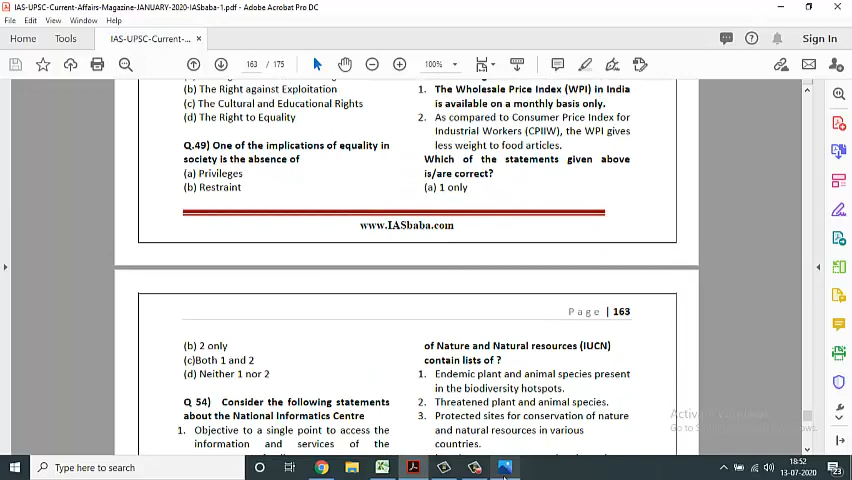 IAS-UPSC-Current-Affairs-Magazine-JANUARY-2020-IASbaba-1.pdf - Adobe Acrobat Pro DC
File Edit View Window Help
Home Tools IAS-UPSC-Current-... × Sign In
163 / 175 100%
(b) The Right against Exploitation
(c) The Cultural and Educational Rights
(d) The Right to Equality
Q.49) One of the implications of equality in
society is the absence of
(a) Privileges
(b) Restraint
1. The Wholesale Price Index (WPI) in India
is available on a monthly basis only.
2. As compared to Consumer Price Index for
Industrial Workers (CPIIW), the WPI gives
less weight to food articles.
Which of the statements given above
is/are correct?
(a) 1 only
www.IASbaba.com
Page | 163
(b) 2 only
(c)Both 1 and 2
(d) Neither 1 nor 2
Q 54) Consider the following statements
about the National Informatics Centre
1. Objective to a single point to access the
information and services of the
of Nature and Natural resources (IUCN)
contain lists of ?
1. Endemic plant and animal species present
in the biodiversity hotspots.
2. Threatened plant and animal species.
3. Protected sites for conservation of nature
and natural resources in various
countries.
Type here to search
18:52
13-07-2020
23